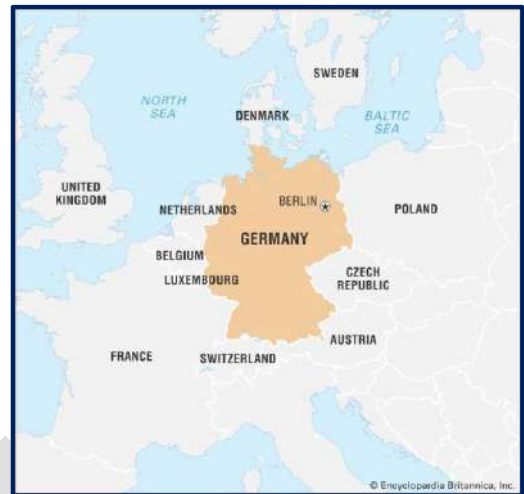 SWEDEN
NORTH
SEA
DENMARK
BALTIC
SEA
UNITED
KINGDOM
NETHERLANDS
BERLIN
POLAND
GERMANY
BELGIUM
LUXEMBOURG
CZECH
REPUBLIC
FRANCE
SWITZERLAND
AUSTRIA
© Encyclopædia Britannica, Inc.